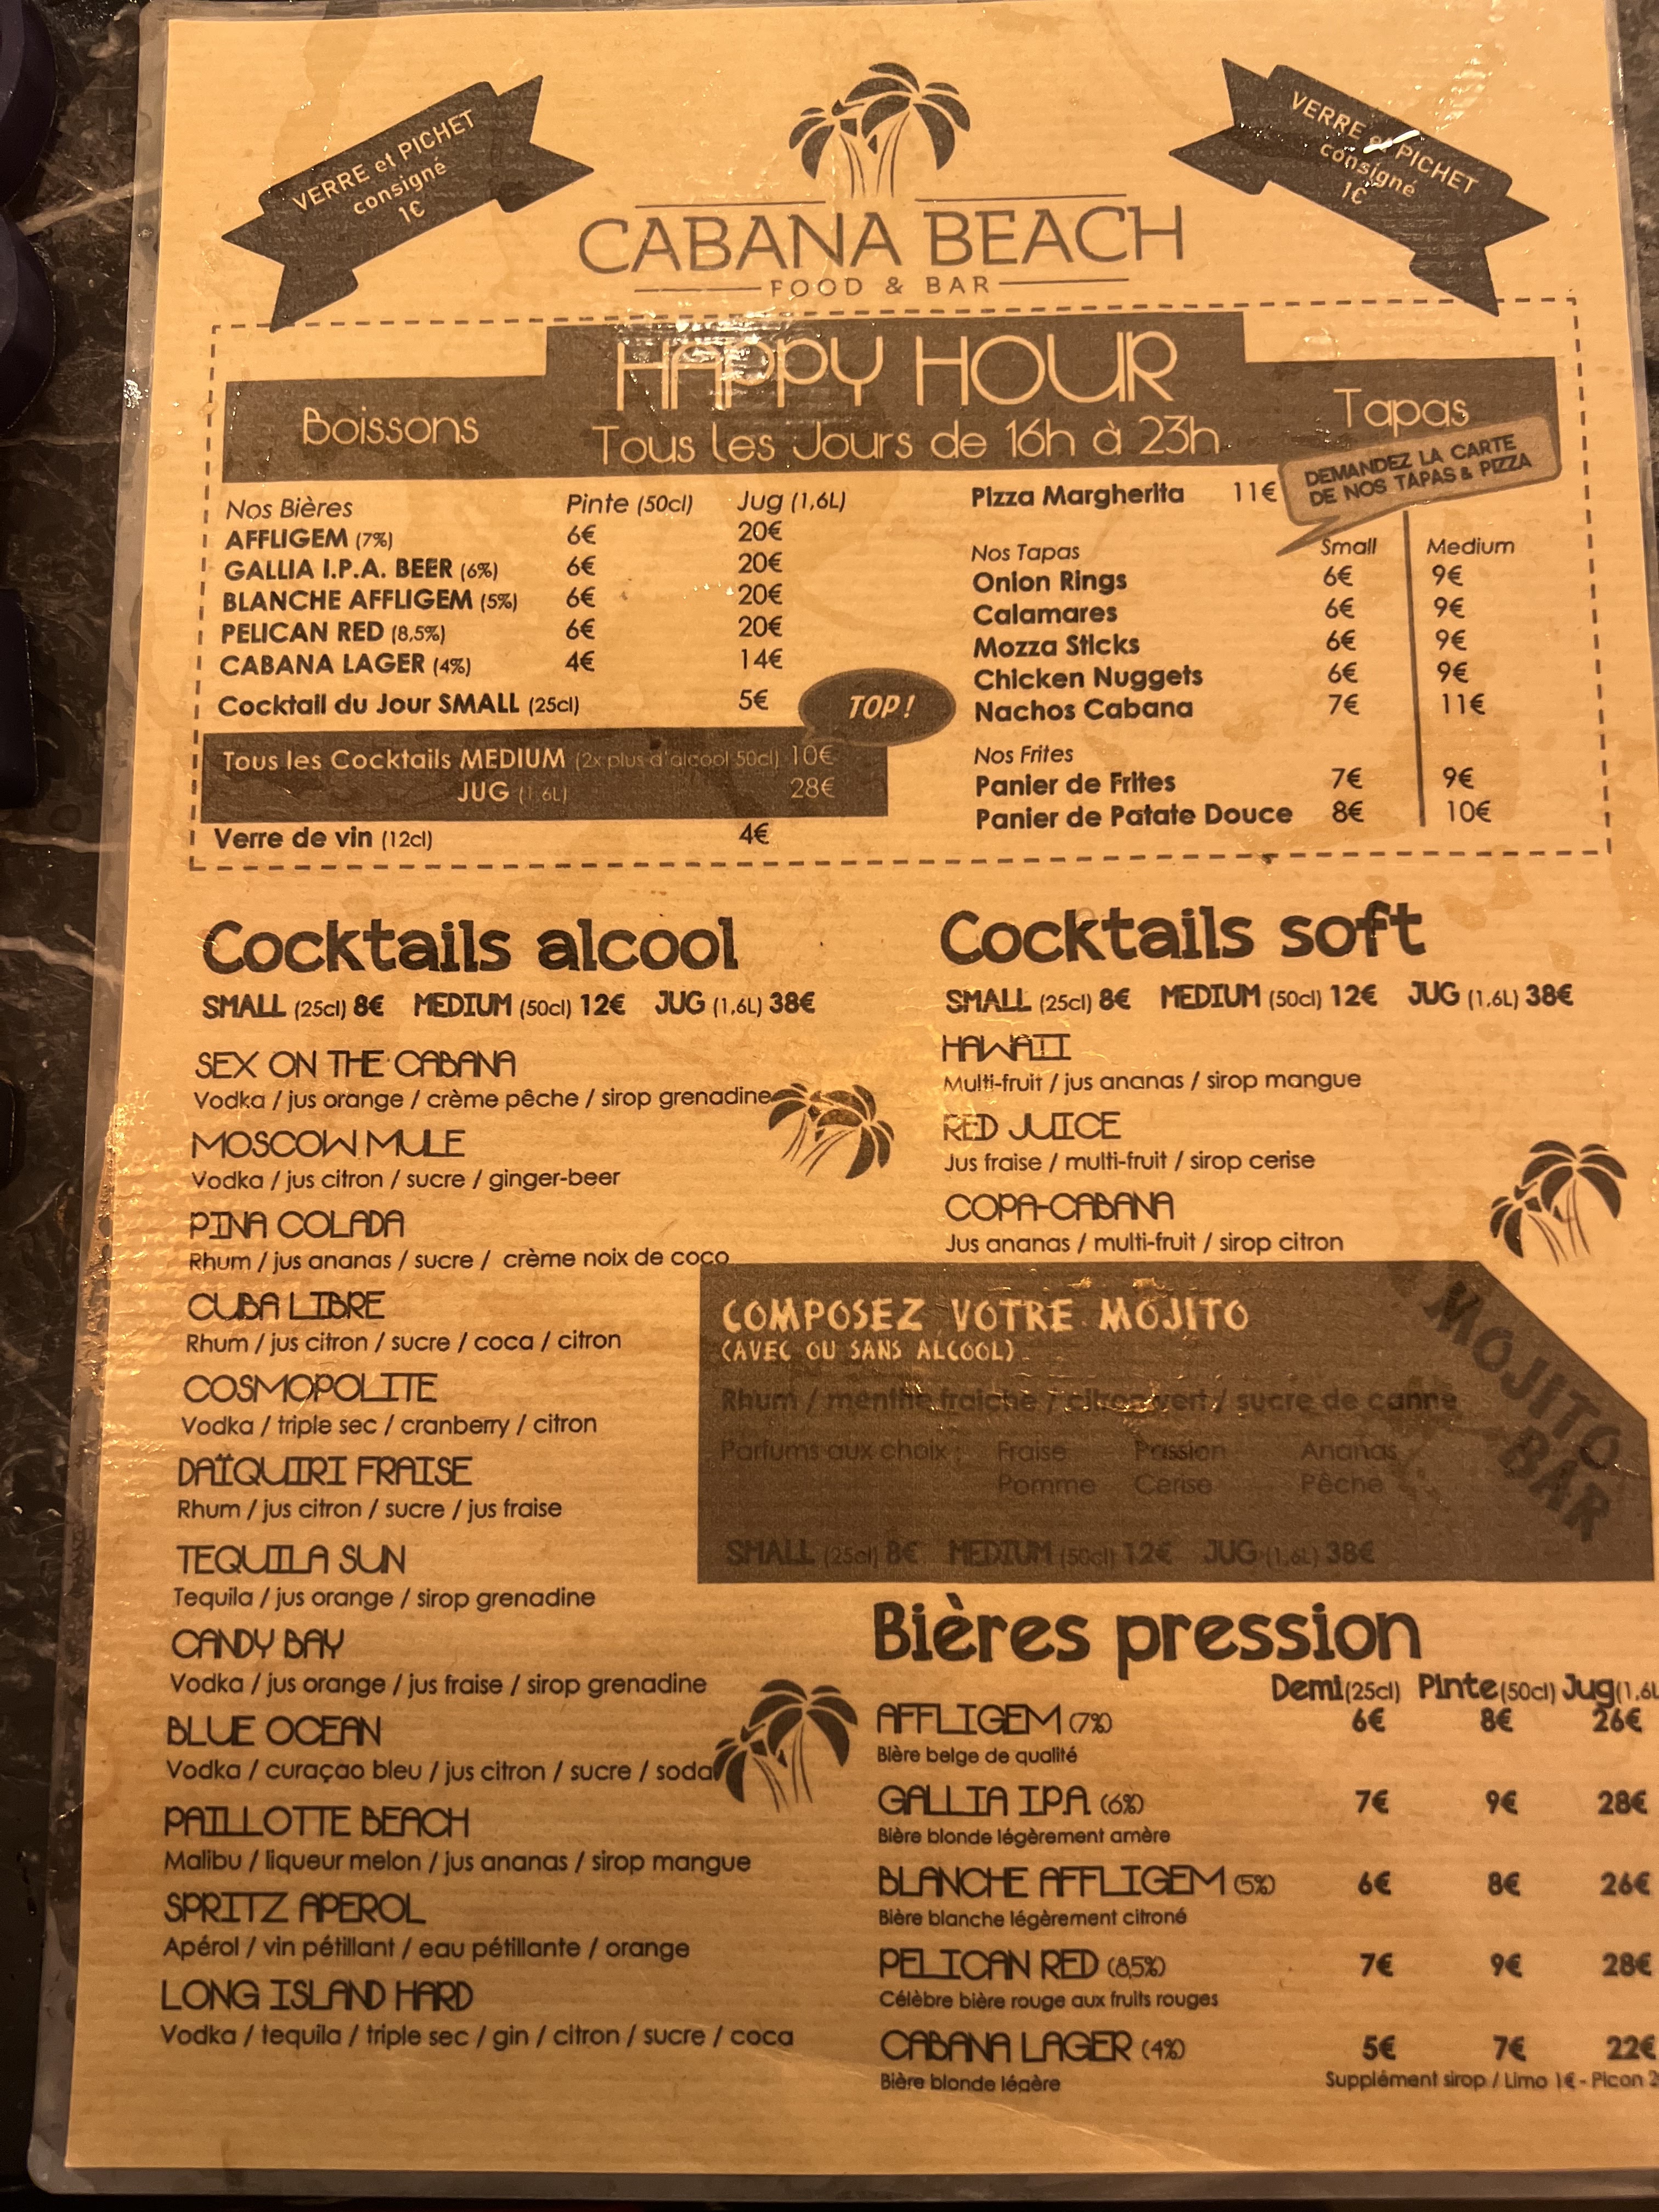 VERRE et PICHET
consigné
1€
VERRE et PICHET
consigné
1€
CABANA BEACH
FOOD & BAR
HAPPY HOUR
Tous les Jours de 16h à 23h
Boissons
Nos Bières Pinte (50cl) Jug (1,6L)
AFFLIGEM (7%) 6€ 20€
GALLIA I.P.A. BEER (6%) 6€ 20€
BLANCHE AFFLIGEM (5%) 6€ 20€
PELICAN RED (8,5%) 6€ 20€
CABANA LAGER (4%) 4€ 14€
Cocktail du Jour SMALL (25cl) 5€
TOP !
Tous les Cocktails MEDIUM (2x plus d'alcool 50cl) 10€
JUG (1,6L) 28€
Verre de vin (12cl) 4€
Tapas
DEMANDEZ LA CARTE
DE NOS TAPAS & PIZZA
Pizza Margherita 11€
Nos Tapas Small Medium
Onion Rings 6€ 9€
Calamares 6€ 9€
Mozza Sticks 6€ 9€
Chicken Nuggets 6€ 9€
Nachos Cabana 7€ 11€
Nos Frites
Panier de Frites 7€ 9€
Panier de Patate Douce 8€ 10€
Cocktails alcool
SMALL (25cl) 8€ MEDIUM (50cl) 12€ JUG (1,6L) 38€
SEX ON THE CABANA
Vodka / jus orange / crème pêche / sirop grenadine
MOSCOW MULE
Vodka / jus citron / sucre / ginger-beer
PINA COLADA
Rhum / jus ananas / sucre / crème noix de coco
CUBA LIBRE
Rhum / jus citron / sucre / coca / citron
COSMOPOLITE
Vodka / triple sec / cranberry / citron
DAÏQUIRI FRAISE
Rhum / jus citron / sucre / jus fraise
TEQUILA SUN
Tequila / jus orange / sirop grenadine
CANDY BAY
Vodka / jus orange / jus fraise / sirop grenadine
BLUE OCEAN
Vodka / curaçao bleu / jus citron / sucre / soda
PAILLOTTE BEACH
Malibu / liqueur melon / jus ananas / sirop mangue
SPRITZ APEROL
Apérol / vin pétillant / eau pétillante / orange
LONG ISLAND HARD
Vodka / tequila / triple sec / gin / citron / sucre / coca
Cocktails soft
SMALL (25cl) 8€ MEDIUM (50cl) 12€ JUG (1,6L) 38€
HAWAII
Multi-fruit / jus ananas / sirop mangue
RED JUICE
Jus fraise / multi-fruit / sirop cerise
COPA-CABANA
Jus ananas / multi-fruit / sirop citron
COMPOSEZ VOTRE MOJITO
(AVEC OU SANS ALCOOL)
Rhum / menthe fraiche / citron vert / sucre de canne
Parfums aux choix : Fraise Passion Ananas
Pomme Cerise Pêche
SMALL (25cl) 8€ MEDIUM (50cl) 12€ JUG (1,6L) 38€
MOJITO
BAR
Bières pression
Demi(25cl) Pinte(50cl) Jug(1,6L
AFFLIGEM (7%) 6€ 8€ 26€
Bière belge de qualité
GALLIA IPA (6%) 7€ 9€ 28€
Bière blonde légèrement amère
BLANCHE AFFLIGEM (5%) 6€ 8€ 26€
Bière blanche légèrement citroné
PELICAN RED (8,5%) 7€ 9€ 28€
Célèbre bière rouge aux fruits rouges
CABANA LAGER (4%) 5€ 7€ 22€
Bière blonde légère
Supplément sirop / Limo 1€ - Picon 2